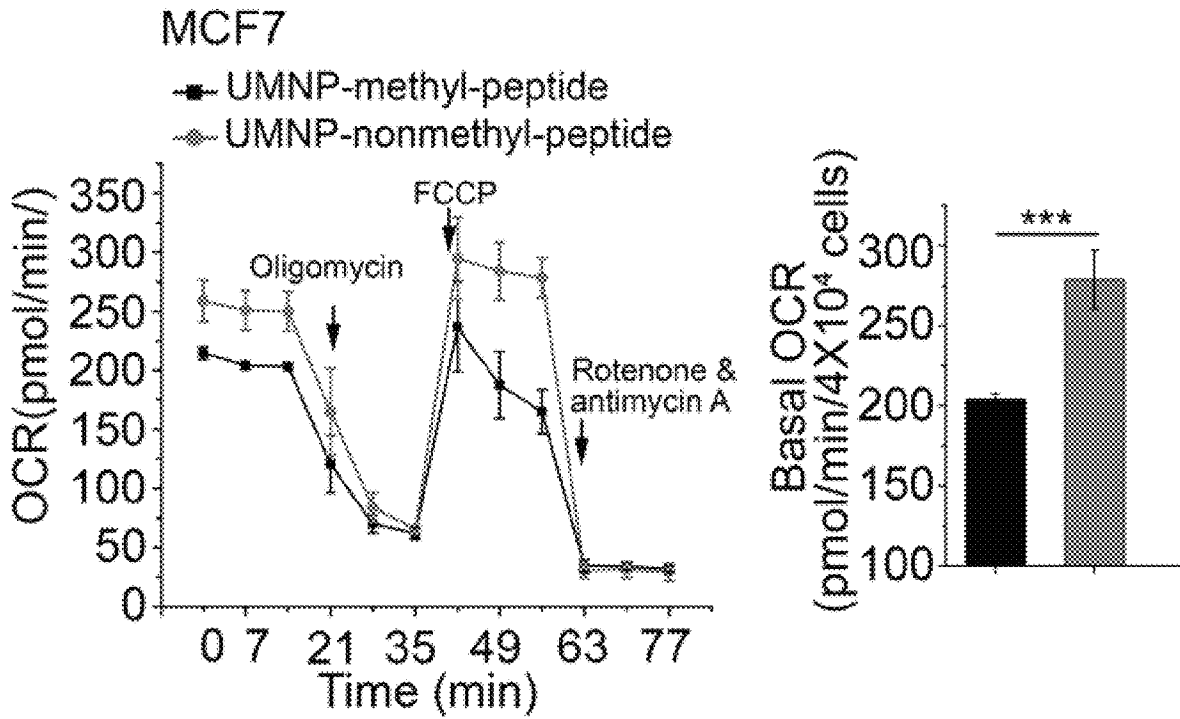 MCF7
UMNP-methyl-peptide
UMNP-nonmethyl-peptide
OCR(pmol/min/)
350
300
250
200
150
100
50
0
Oligomycin
FCCP
Rotenone &
antimycin A
0 7 21 35 49 63 77
Time (min)
Basal OCR
(pmol/min/4X10⁴ cells)
300
250
200
150
100
***